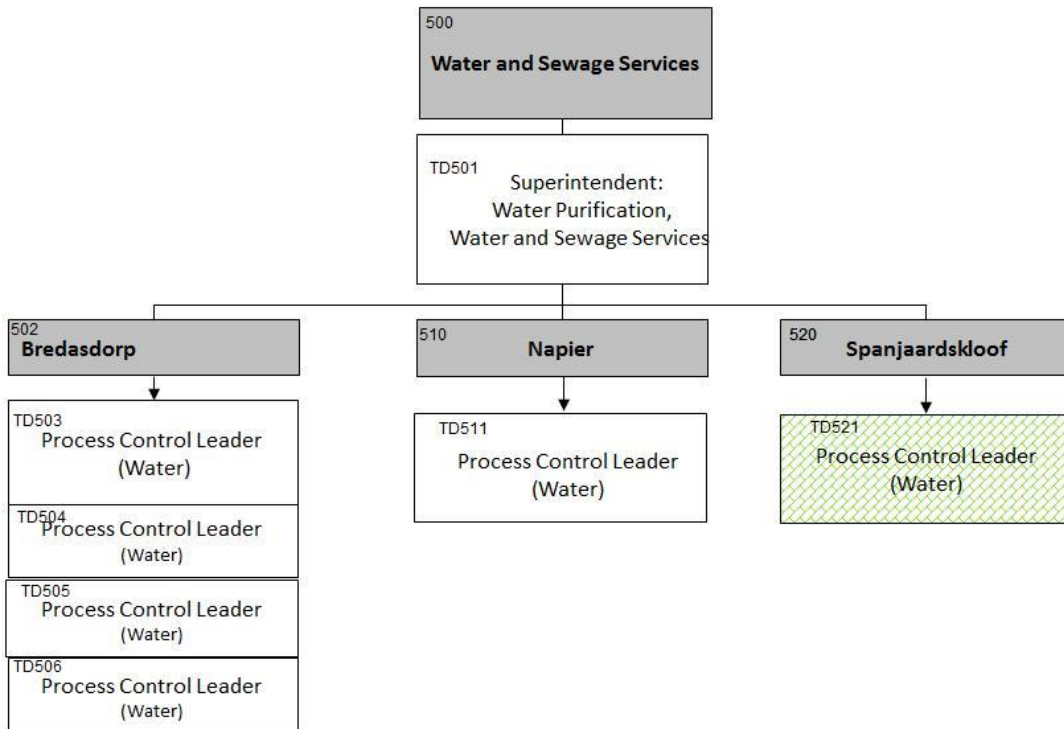 500
Water and Sewage Services
TD501
Superintendent:
Water Purification,
Water and Sewage Services
502
Bredasdorp
TD503
Process Control Leader
(Water)
TD504
Process Control Leader
(Water)
TD505
Process Control Leader
(Water)
TD506
Process Control Leader
(Water)
510
Napier
TD511
Process Control Leader
(Water)
520
Spanjaardskloof
TD521
Process Control Leader
(Water)